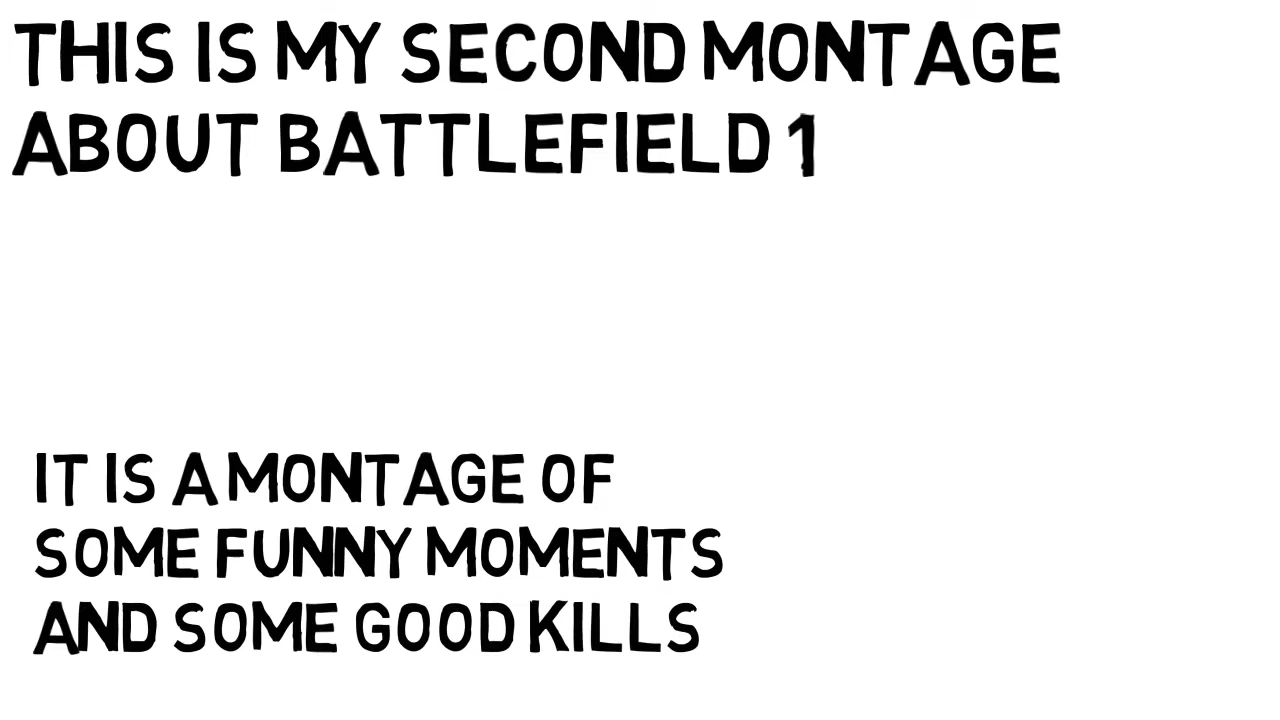 THIS IS MY SECOND MONTAGE
ABOUT BATTLEFIELD 1
IT IS A MONTAGE OF
SOME FUNNY MOMENTS
AND SOME GOOD KILLS